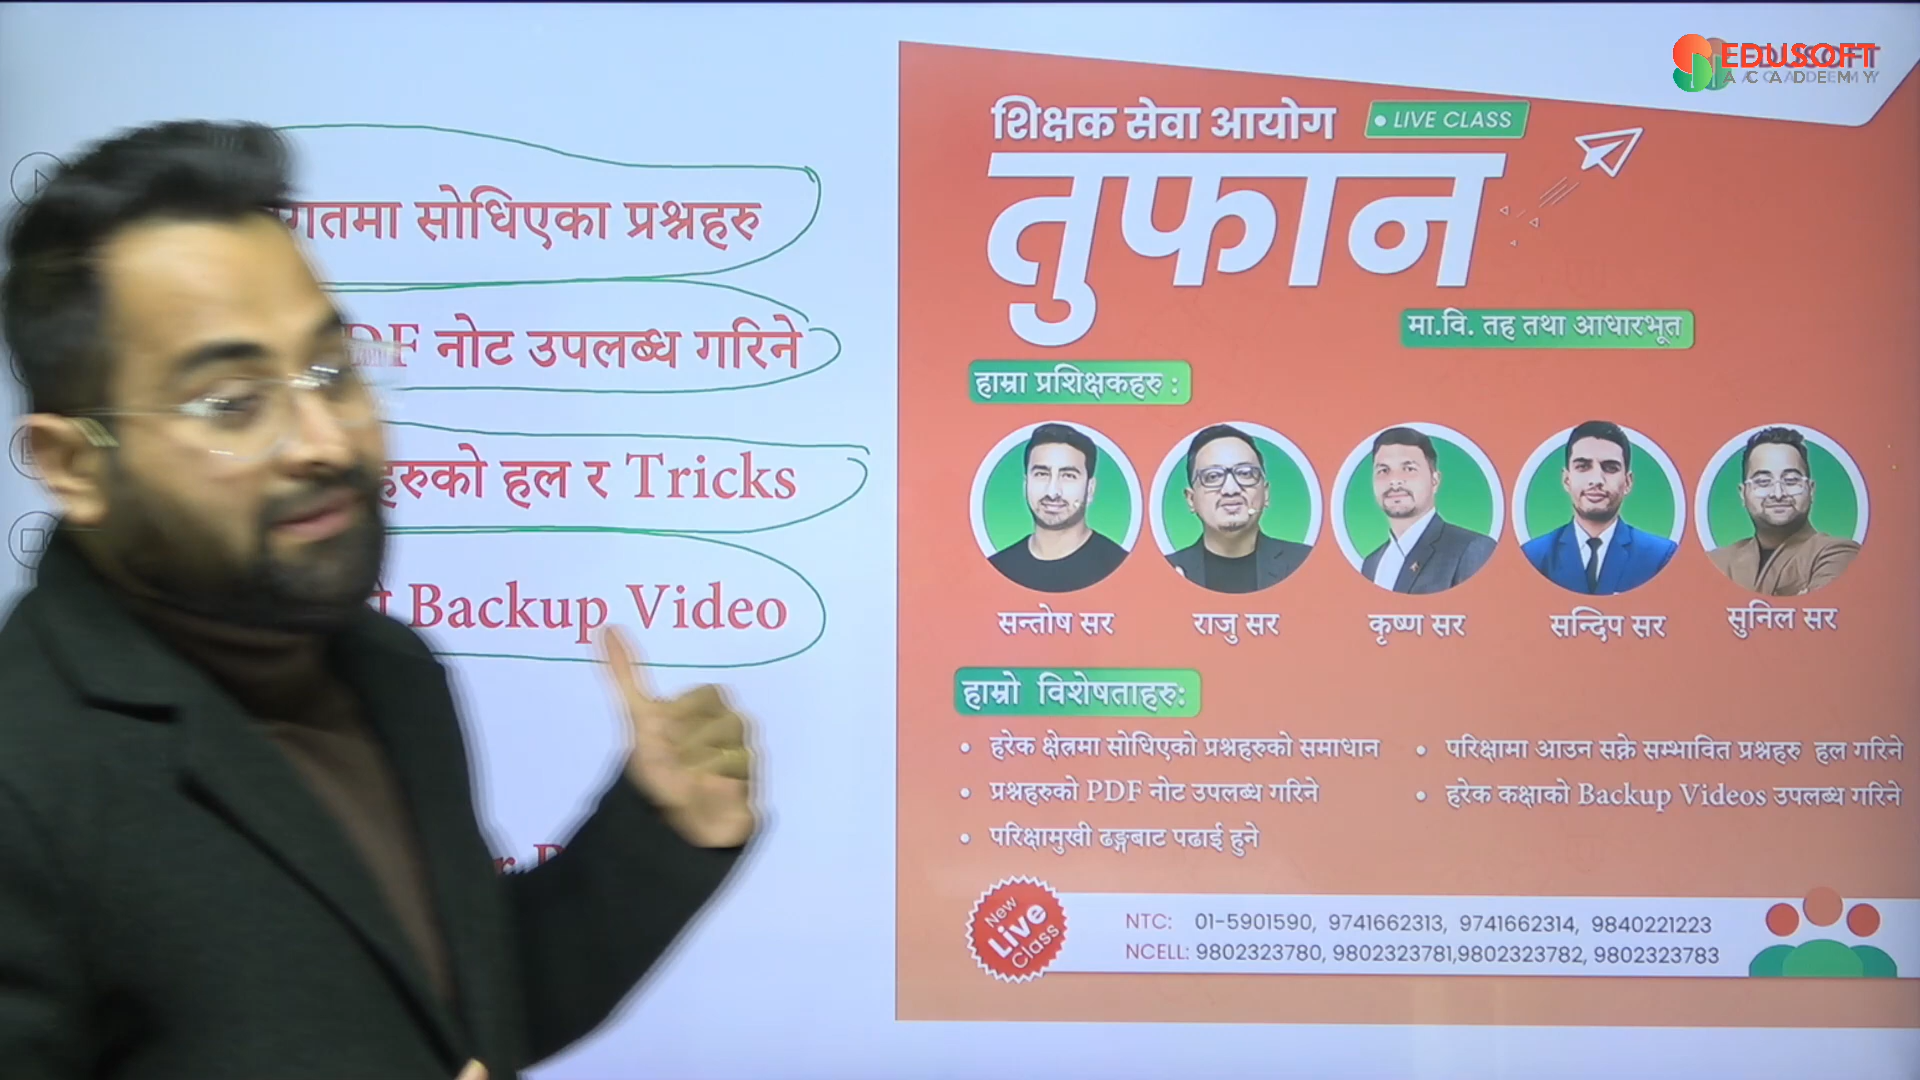 EDUSOFT
ACADEMY
सोधिएका प्रश्नहरु
नोट उपलब्ध गरिने
हल र Tricks
Backup Video
शिक्षक सेवा आयोग
• LIVE CLASS
तुफान
मा.वि. तह तथा आधारभूत
हाम्रा प्रशिक्षकहरु :
सन्तोष सर
राजु सर
कृष्ण सर
सन्दिप सर
सुनिल सर
हाम्रो विशेषताहरु:
• हरेक क्षेत्रमा सोधिएको प्रश्नहरुको समाधान
• प्रश्नहरुको PDF नोट उपलब्ध गरिने
• परिक्षामुखी ढङ्गबाट पढाई हुने
• परिक्षामा आउन सक्ने सम्भावित प्रश्नहरु हल गरिने
• हरेक कक्षाको Backup Videos उपलब्ध गरिने
New
Live
Class
NTC: 01-5901590, 9741662313, 9741662314, 9840221223
NCELL: 9802323780, 9802323781,9802323782, 9802323783